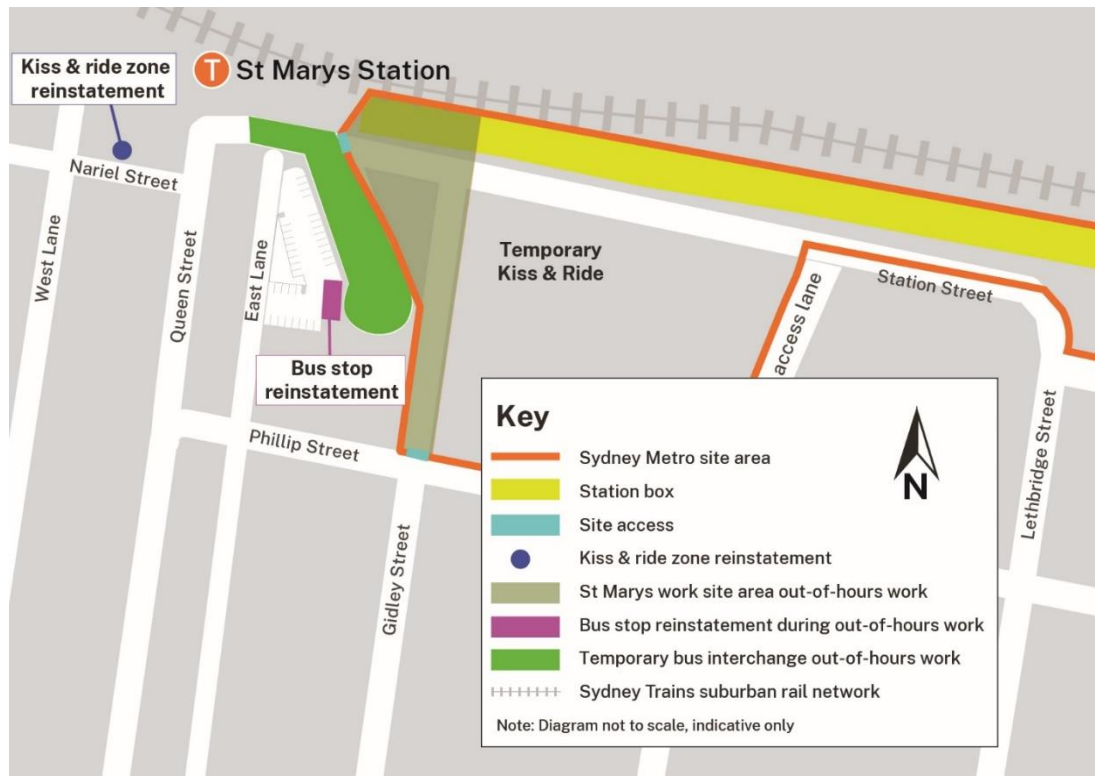 Kiss & ride zone
reinstatement
T St Marys Station
Nariel Street
West Lane
Queen Street
East Lane
Temporary
Kiss & Ride
Station Street
access lane
Lethbridge Street
Bus stop
reinstatement
Phillip Street
Gidley Street
Key
Sydney Metro site area
Station box
Site access
Kiss & ride zone reinstatement
St Marys work site area out-of-hours work
Bus stop reinstatement during out-of-hours work
Temporary bus interchange out-of-hours work
Sydney Trains suburban rail network
Note: Diagram not to scale, indicative only
N